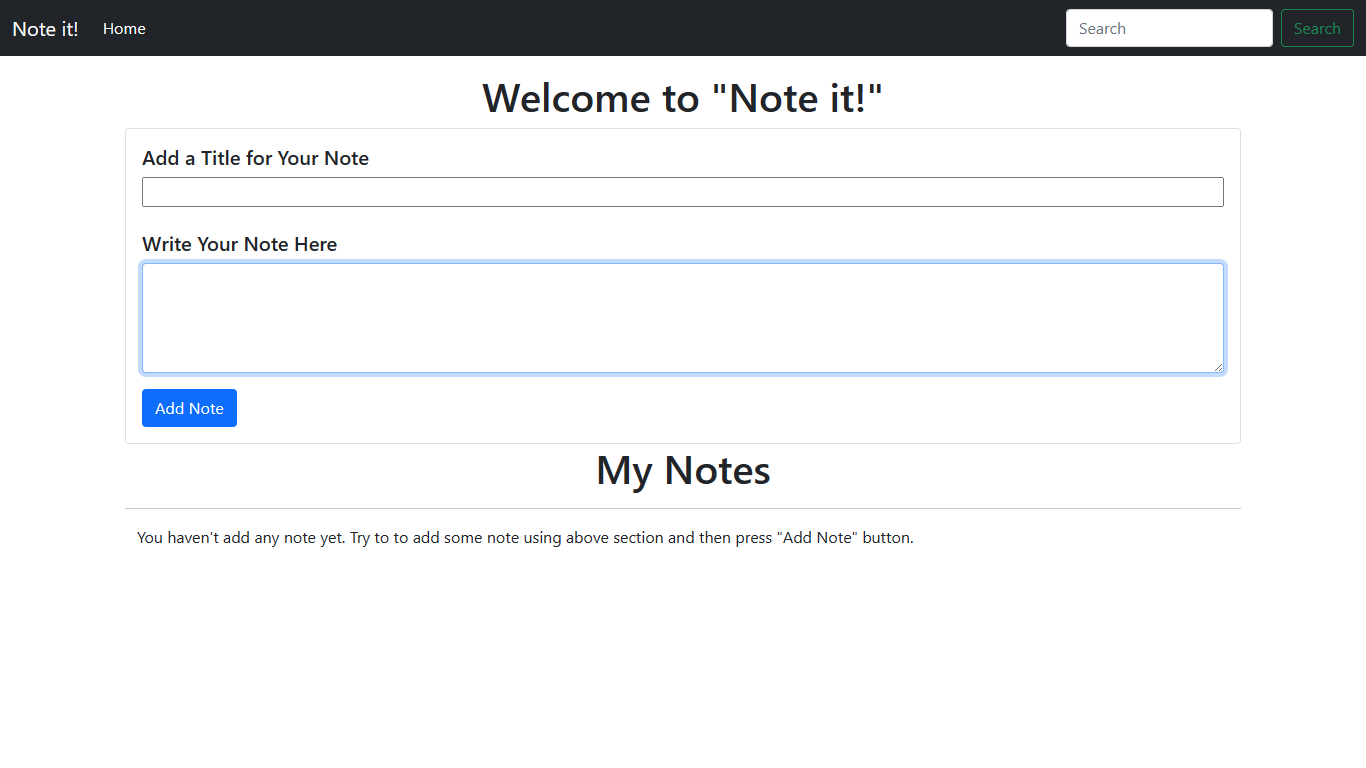 Note it! Home Search Search
Welcome to "Note it!"
Add a Title for Your Note
Write Your Note Here
Add Note
My Notes
You haven't add any note yet. Try to to add some note using above section and then press "Add Note" button.